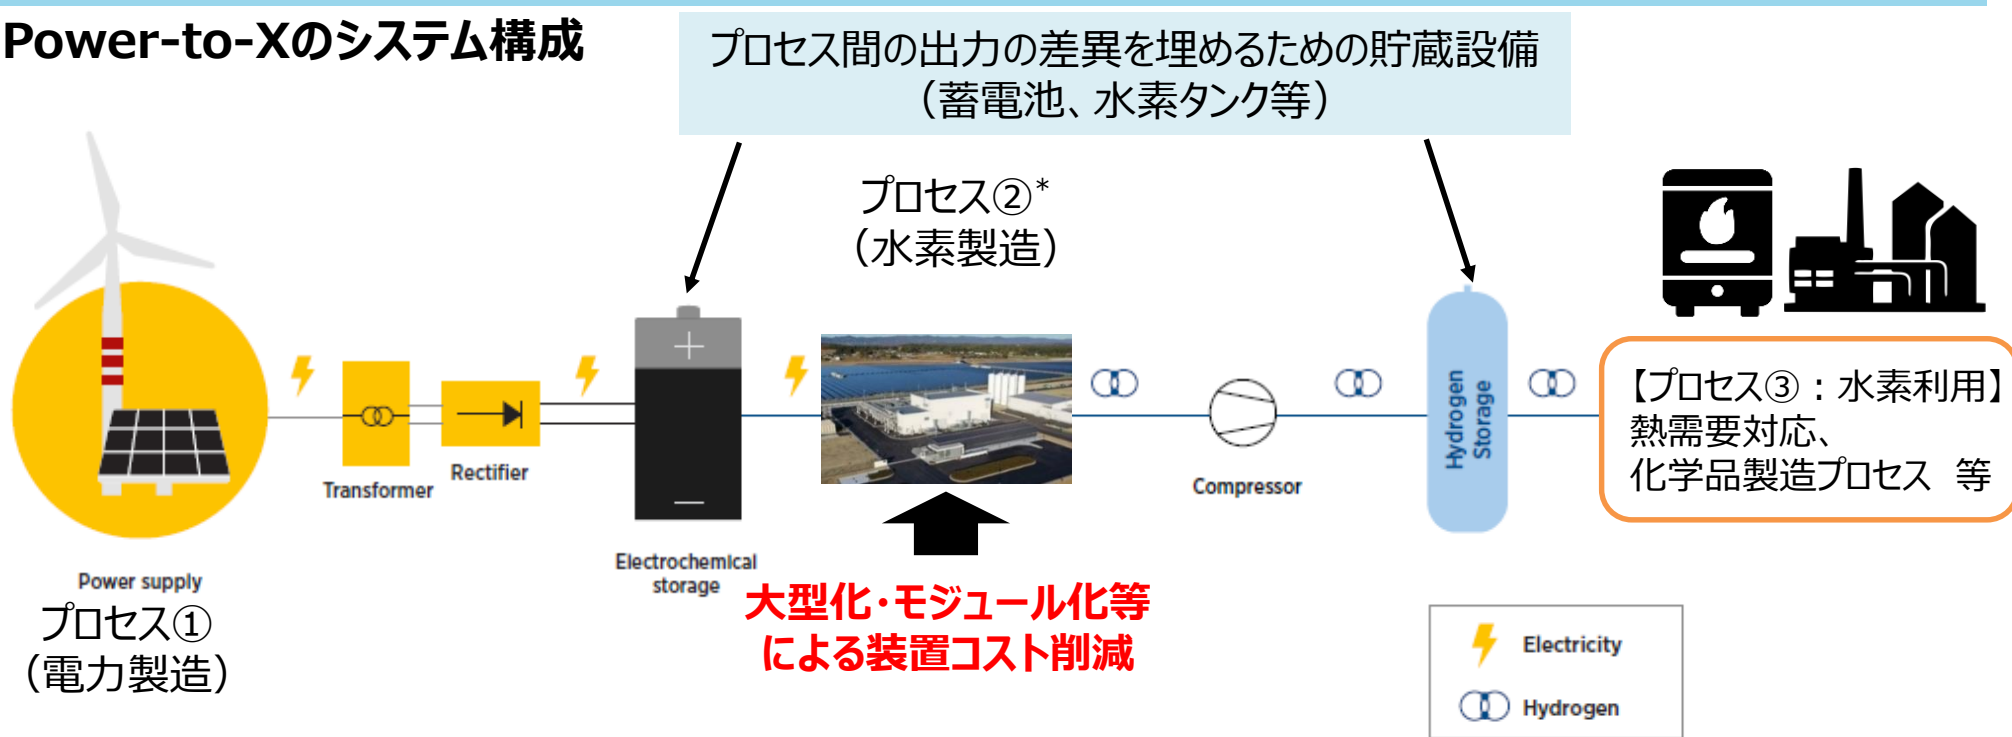 Power-to-Xのシステム構成
プロセス間の出力の差異を埋めるための貯蔵設備
（蓄電池、水素タンク等）
プロセス②*
（水素製造）
Transformer
Rectifier
Electrochemical
storage
Compressor
Hydrogen
Storage
【プロセス③：水素利用】
熱需要対応、
化学品製造プロセス 等
Power supply
プロセス①
（電力製造）
大型化・モジュール化等
による装置コスト削減
Electricity
Hydrogen